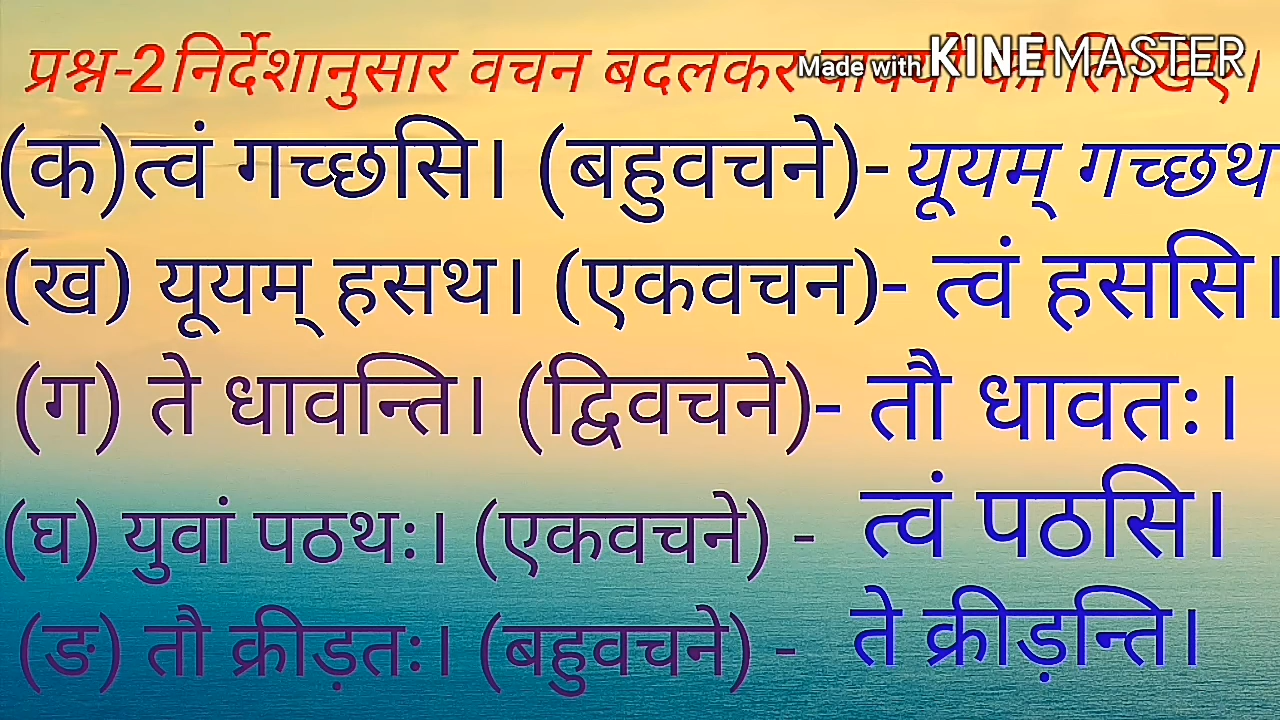 प्रश्न-2निर्देशानुसार वचन बदलकर
Made with KINEMASTER
(क)त्वं गच्छसि। (बहुवचने)- यूयम् गच्छथ
(ख) यूयम् हसथ। (एकवचन)- त्वं हससि।
(ग) ते धावन्ति। (द्विवचने)- तौ धावतः।
(घ) युवां पठथः। (एकवचने) - त्वं पठसि।
(ङ) तौ क्रीड़तः। (बहुवचने) - ते क्रीड़न्ति।